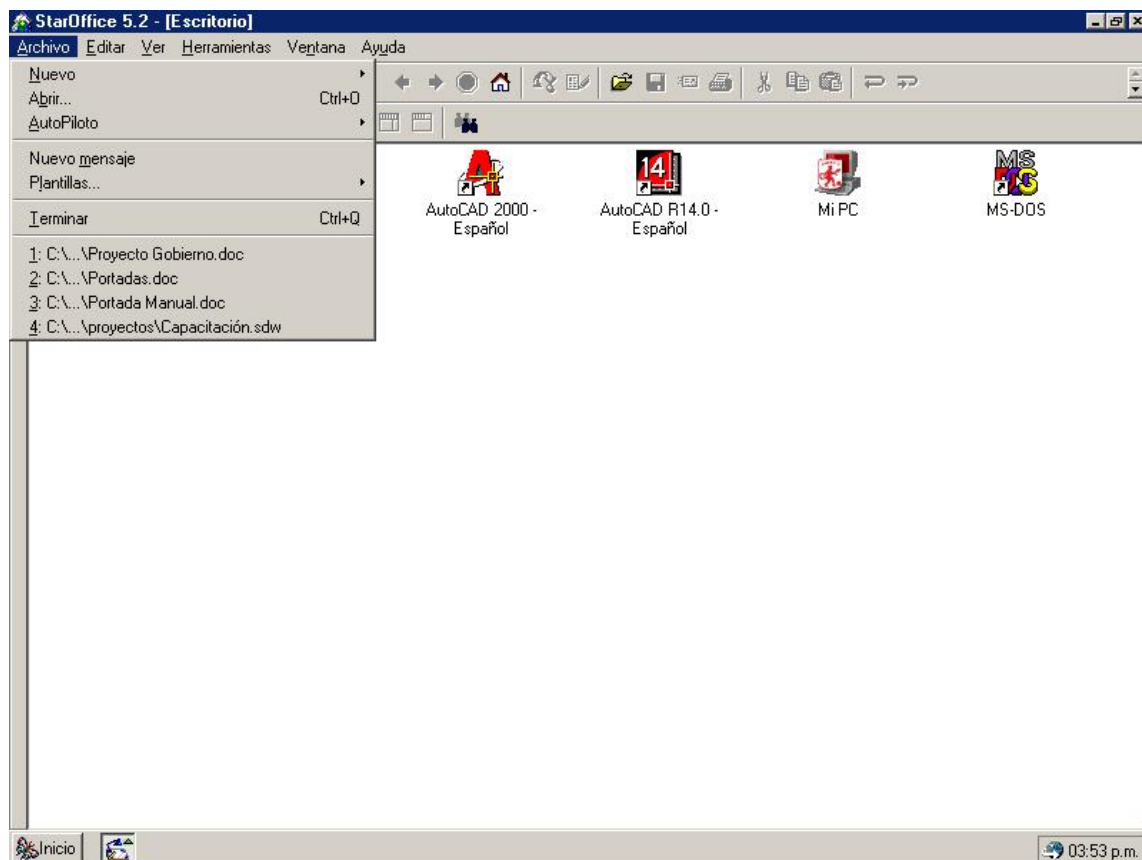 StarOffice 5.2 - [Escritorio]
Archivo Editar Ver Herramientas Ventana Ayuda
Nuevo
Abrir... Ctrl+O
AutoPiloto
Nuevo mensaje
Plantillas...
Terminar Ctrl+Q
1: C:\...\Proyecto Gobierno.doc
2: C:\...\Portadas.doc
3: C:\...\Portada Manual.doc
4: C:\...\proyectos\Capacitación.sdw
14
MS
AutoCAD 2000 -
Español
AutoCAD R14.0 -
Español
Mi PC
MS-DOS
Inicio
03:53 p.m.